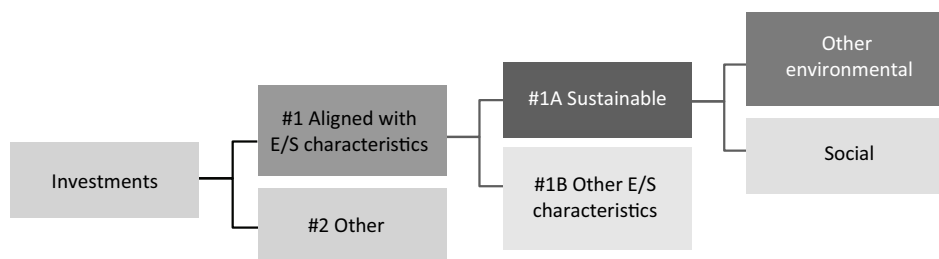 Investments
#1 Aligned with
E/S characteristics
#2 Other
#1A Sustainable
#1B Other E/S
characteristics
Other
environmental
Social